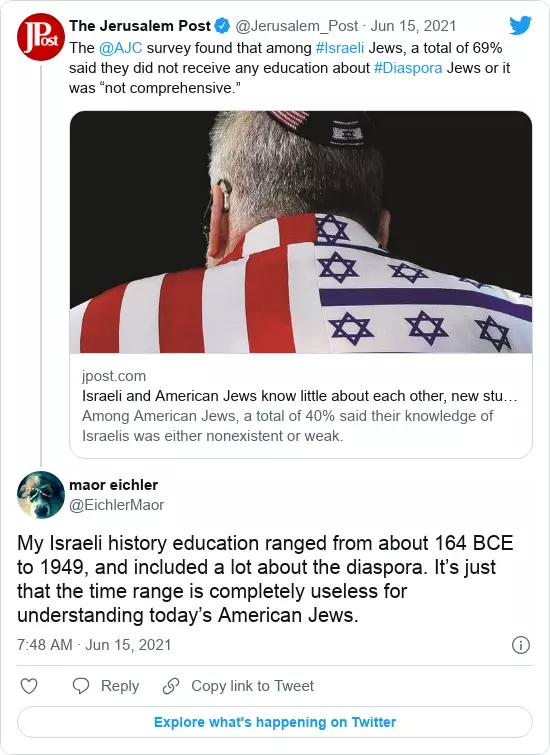 JPost
The Jerusalem Post @Jerusalem_Post · Jun 15, 2021
The @AJC survey found that among #Israeli Jews, a total of 69%
said they did not receive any education about #Diaspora Jews or it
was “not comprehensive.”
jpost.com
Israeli and American Jews know little about each other, new stu…
Among American Jews, a total of 40% said their knowledge of
Israelis was either nonexistent or weak.
maor eichler
@EichlerMaor
My Israeli history education ranged from about 164 BCE
to 1949, and included a lot about the diaspora. It’s just
that the time range is completely useless for
understanding today’s American Jews.
7:48 AM · Jun 15, 2021
Reply Copy link to Tweet
Explore what's happening on Twitter